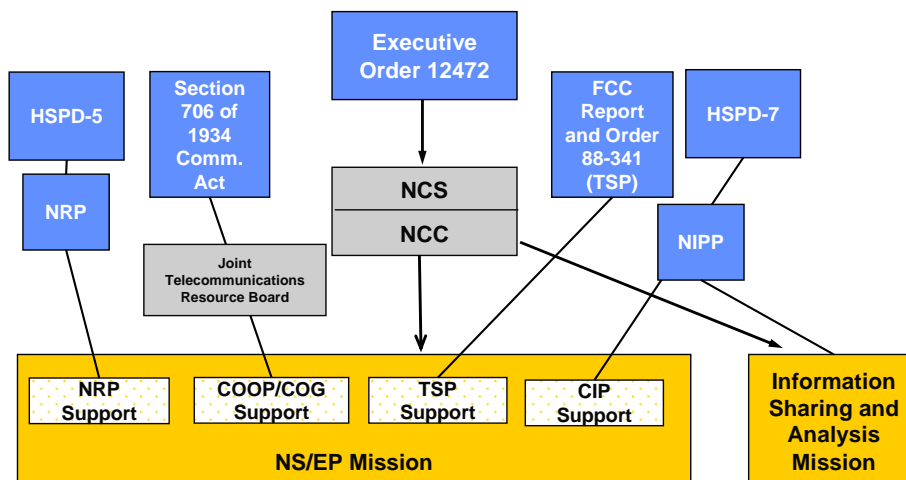 Executive
Order 12472
HSPD-5
Section
706 of
1934
Comm.
Act
FCC
Report
and Order
88-341
(TSP)
HSPD-7
NRP
NCS
NCC
NIPP
Joint
Telecommunications
Resource Board
NRP
Support
COOP/COG
Support
TSP
Support
CIP
Support
NS/EP Mission
Information
Sharing and
Analysis
Mission